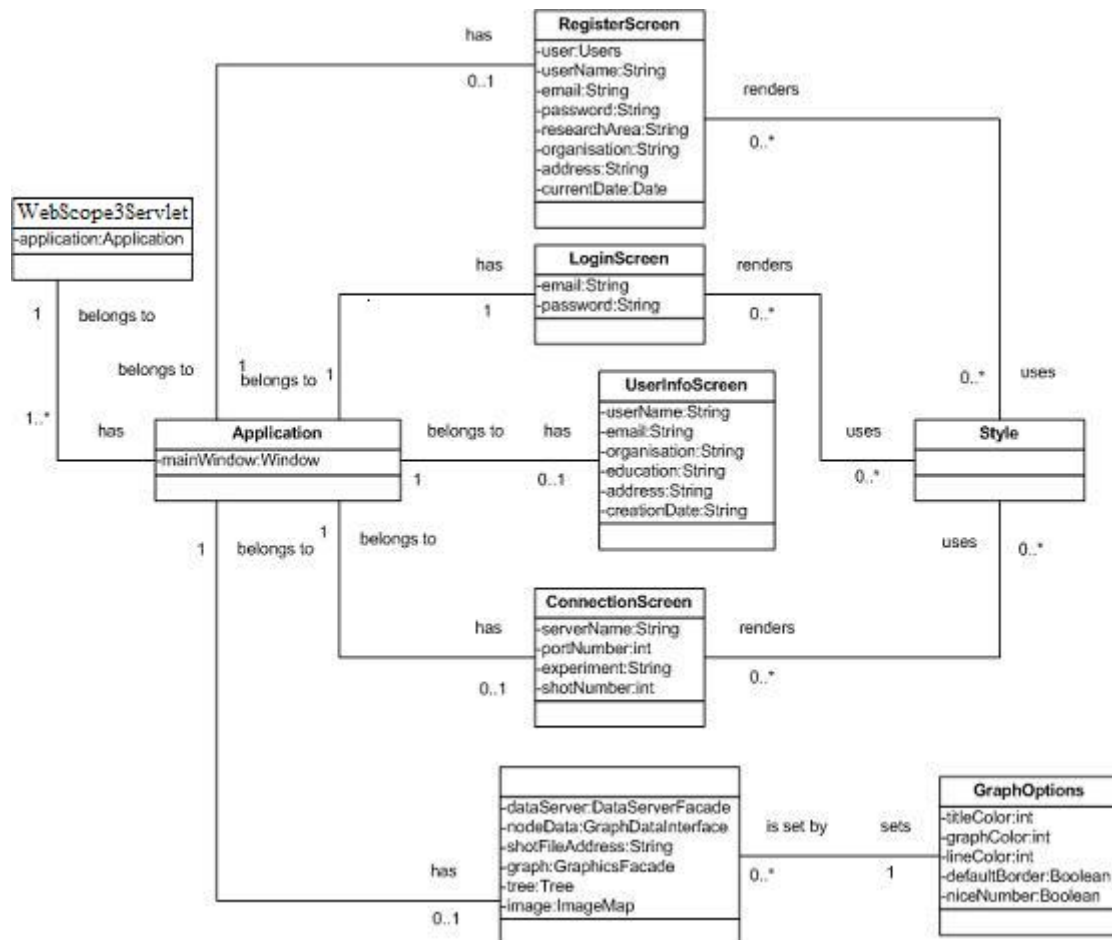 RegisterScreen
-user:Users
-userName:String
-email:String
-password:String
-researchArea:String
-organisation:String
-address:String
-currentDate:Date
has
0..1
renders
0..*
WebScope3Servlet
-application:Application
1
belongs to
1..*
has
LoginScreen
-email:String
-password:String
has
1
renders
0..*
belongs to
1
belongs to
1
UserInfoScreen
-userName:String
-email:String
-organisation:String
-education:String
-address:String
-creationDate:String
0..*
uses
Application
-mainWindow:Window
belongs to
has
1
0..1
uses
0..*
Style
1
belongs to
1
belongs to
uses
0..*
ConnectionScreen
-serverName:String
-portNumber:int
-experiment:String
-shotNumber:int
has
0..1
renders
0..*
-dataServer:DataServerFacade
-nodeData:GraphDataInterface
-shotFileAddress:String
-graph:GraphicsFacade
-tree:Tree
-image:ImageMap
has
0..1
is set by
sets
0..*
1
GraphOptions
-titleColor:int
-graphColor:int
-lineColor:int
-defaultBorder:Boolean
-niceNumber:Boolean